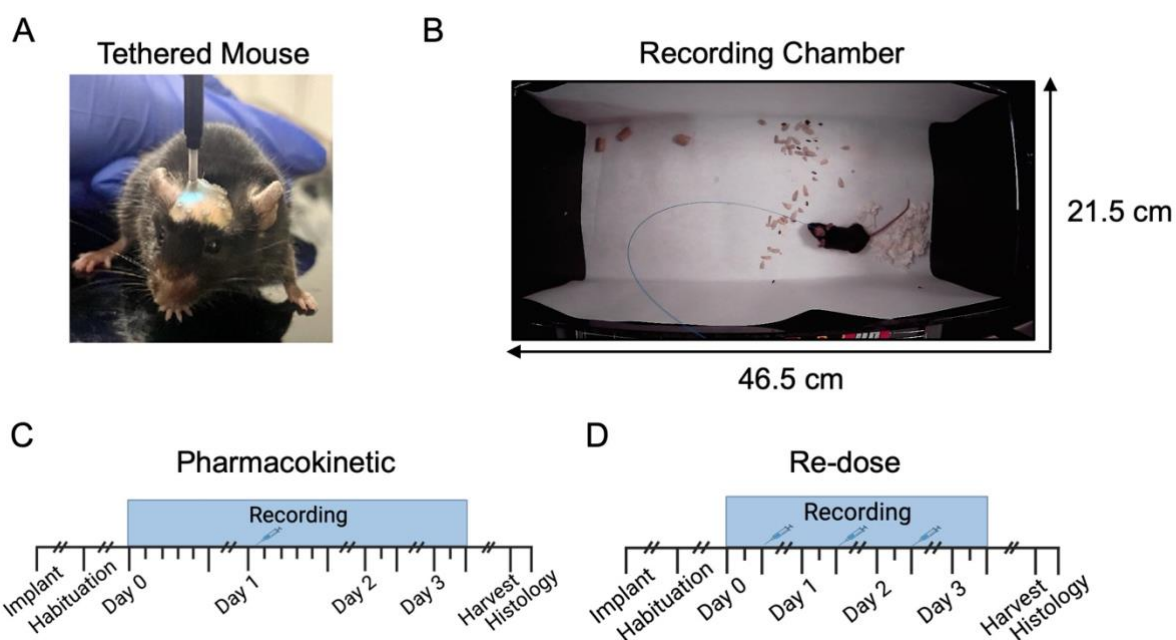 A
Tethered Mouse
B
Recording Chamber
21.5 cm
46.5 cm
C
Pharmacokinetic
Recording
Implant
Habituation
Day 0
Day 1
Day 2
Day 3
Harvest
Histology
D
Re-dose
Recording
Implant
Habituation
Day 0
Day 1
Day 2
Day 3
Harvest
Histology